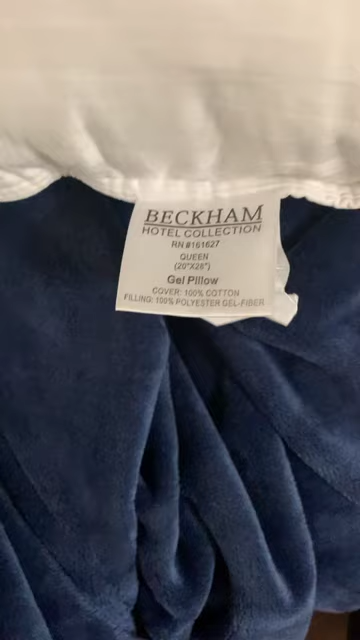 BECKHAM
HOTEL COLLECTION
RN#161627
QUEEN
(20"X28")
Gel Pillow
COVER: 100% COTTON
FILLING: 100% POLYESTER GEL-FIBER